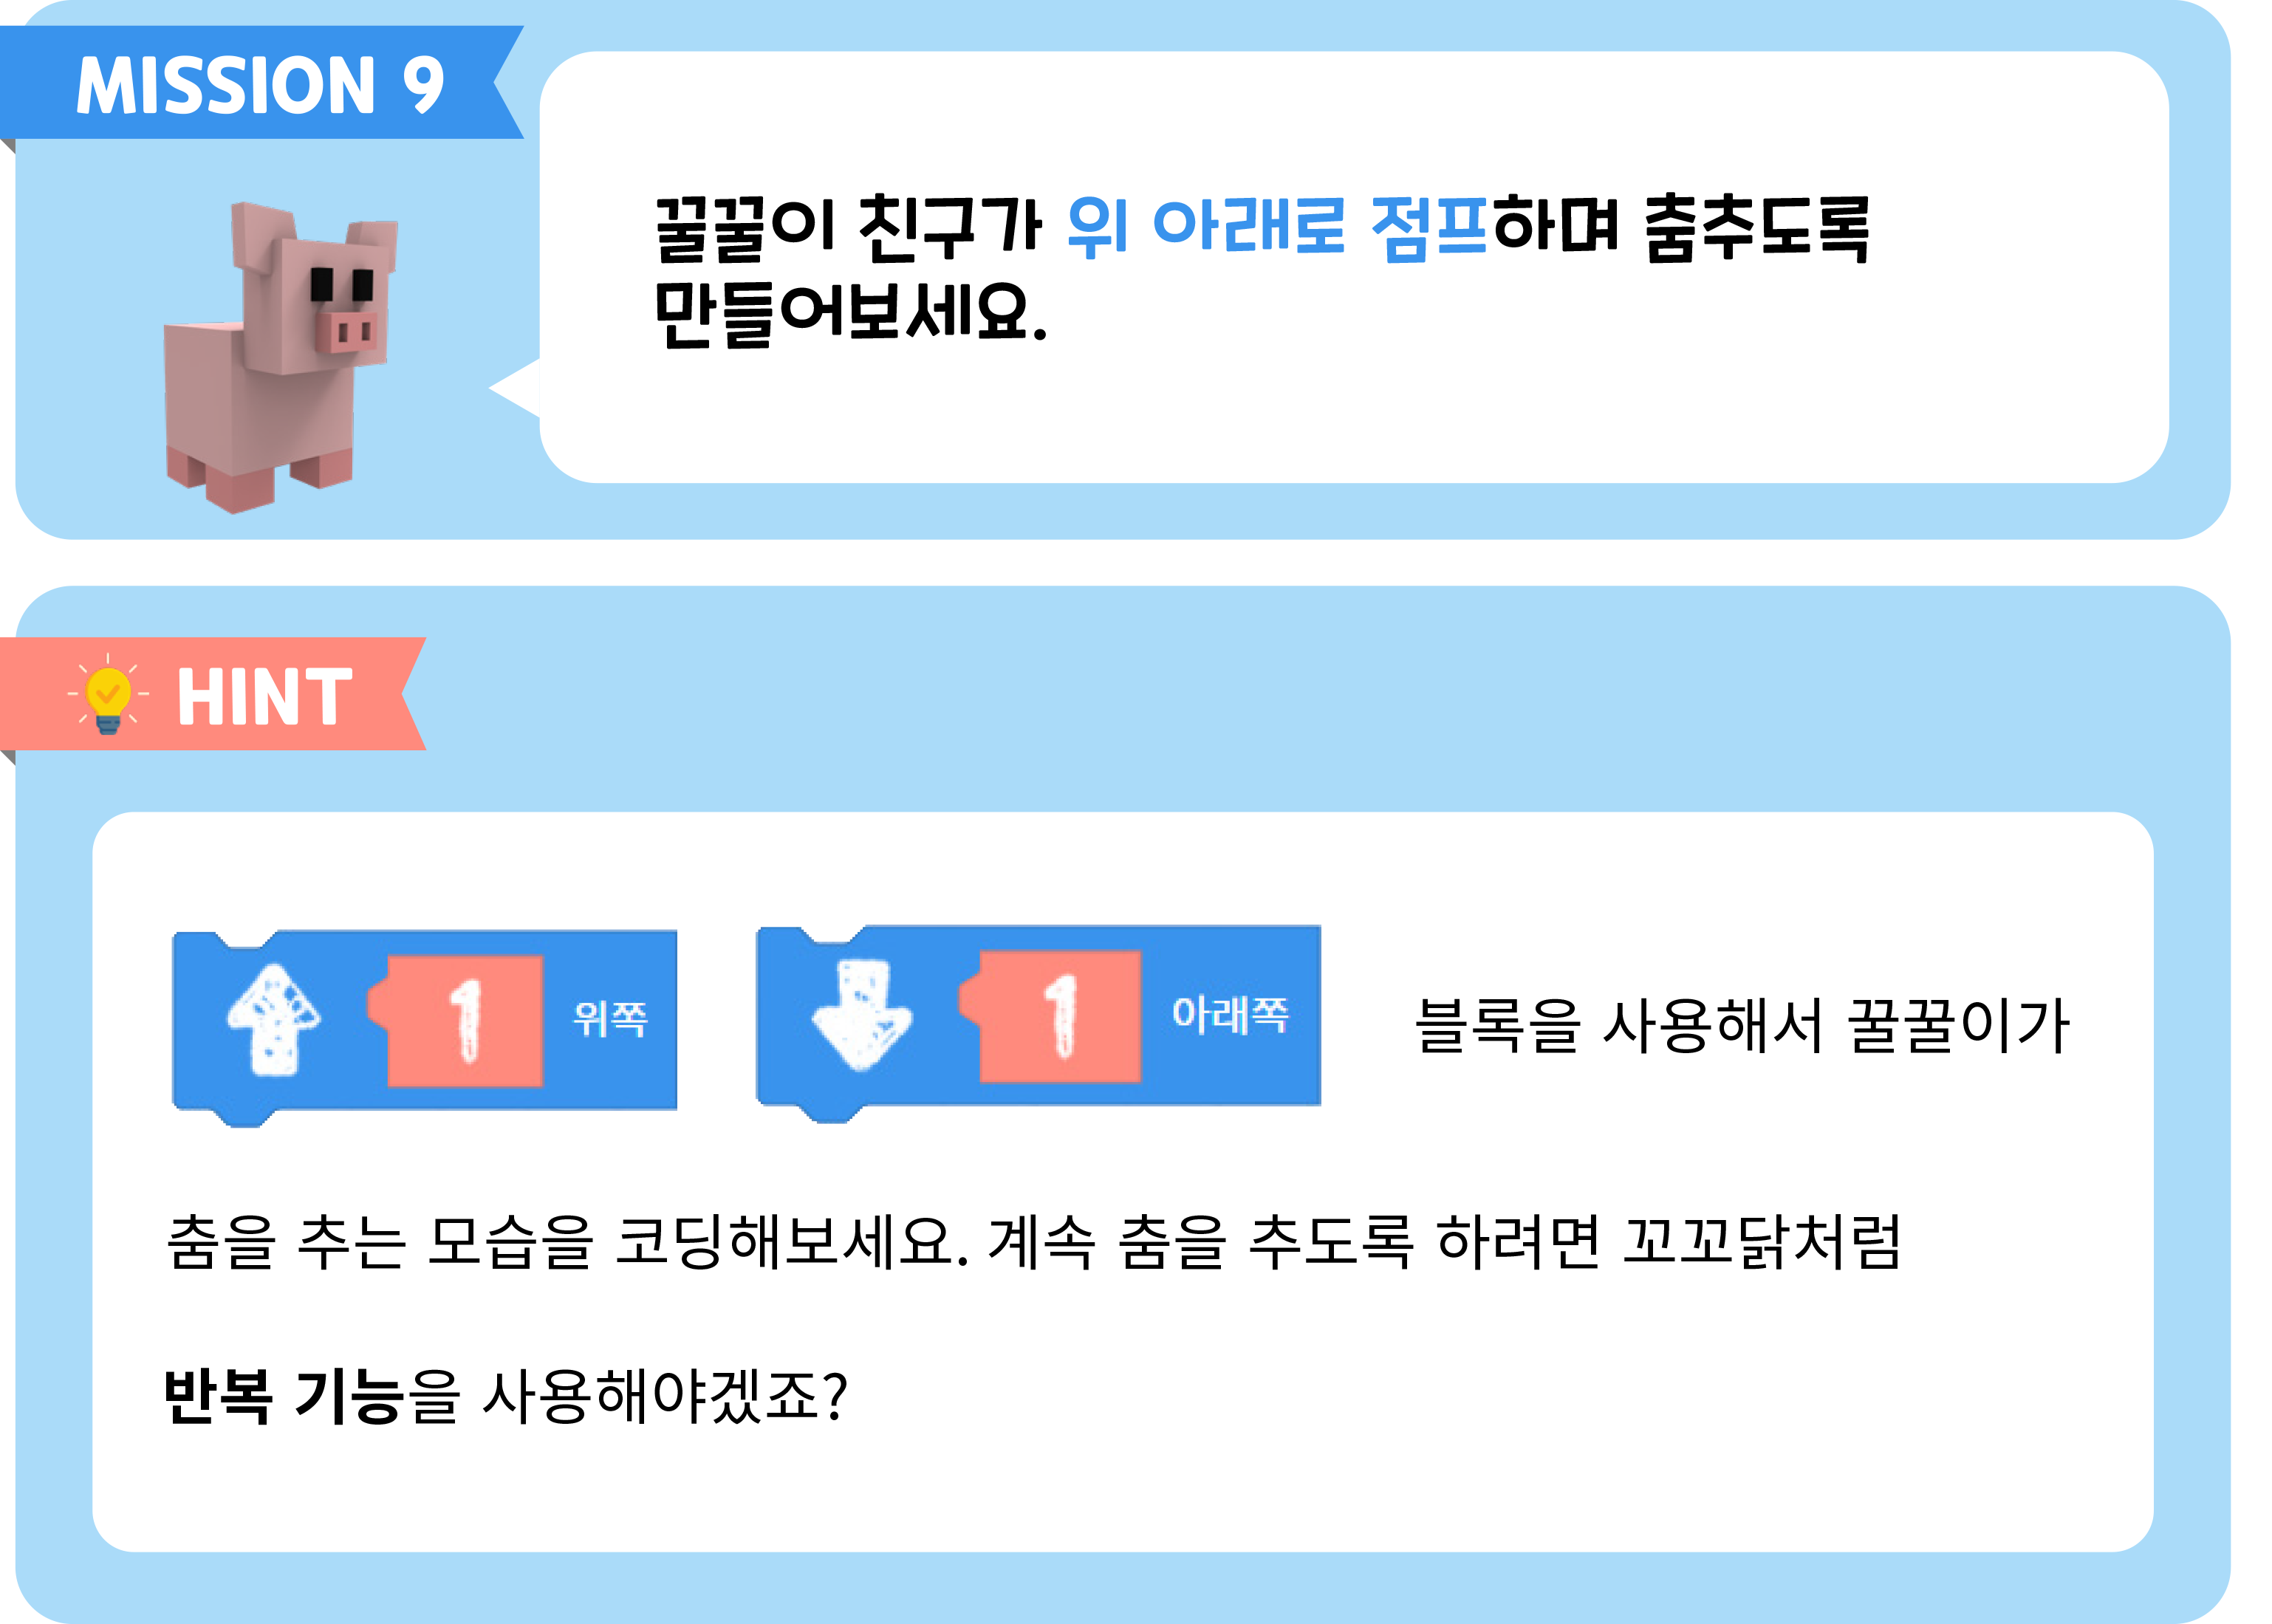 MISSION 9
꿀꿀이 친구가 위 아래로 점프하며 춤추도록
만들어보세요.
HINT
1 위쪽 1 아래쪽 블록을 사용해서 꿀꿀이가
춤을 추는 모습을 코딩해보세요. 계속 춤을 추도록 하려면 꼬꼬닭처럼
반복 기능을 사용해야겠죠?